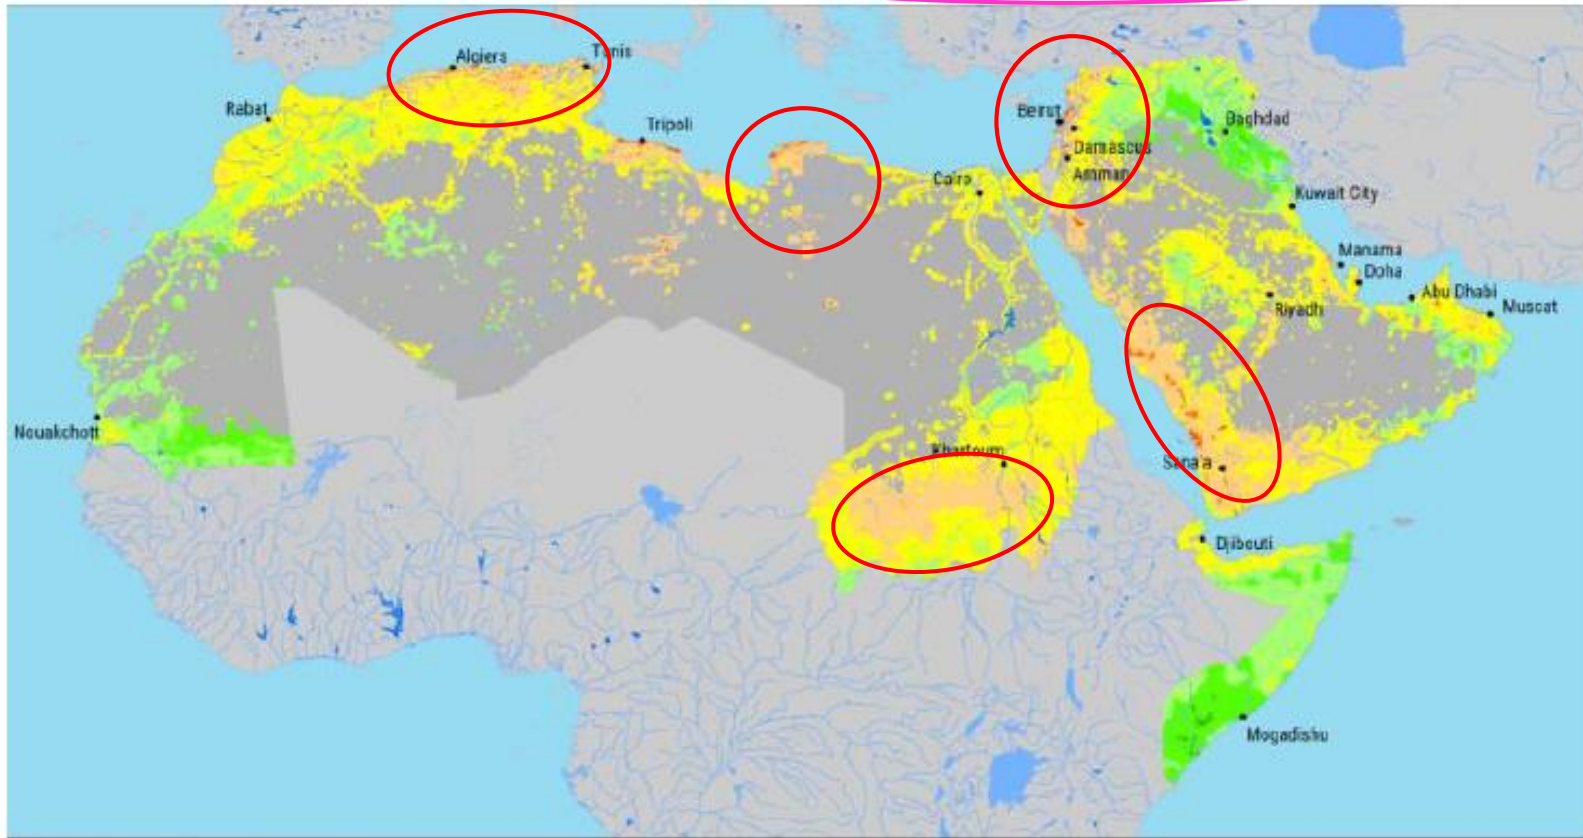 Algiers
Tunis
Rabat
Tripoli
Beirut
Baghdad
Damascus
Amman
Cairo
Kuwait City
Manama
Doha
Abu Dhabi
Riyadh
Muscat
Nouakchott
Khartoum
Sana'a
Djibouti
Mogadishu